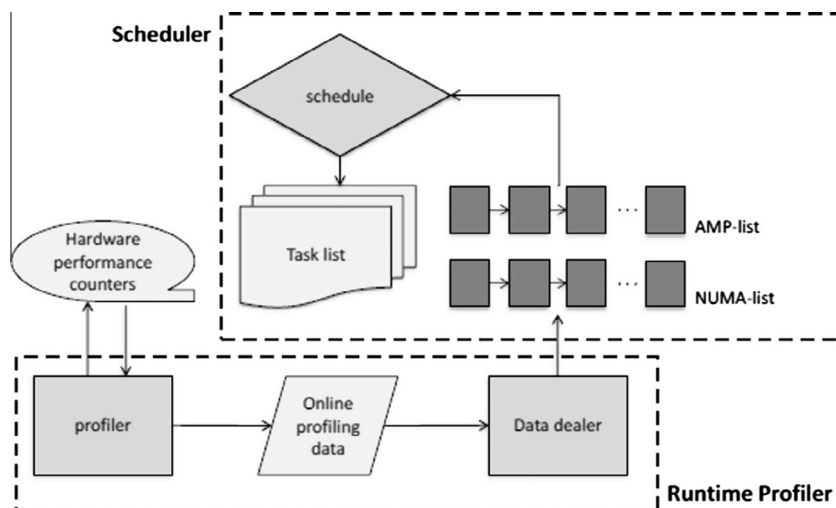 Scheduler
schedule
Task list
AMP-list
NUMA-list
Hardware
performance
counters
profiler
Online
profiling
data
Data dealer
Runtime Profiler